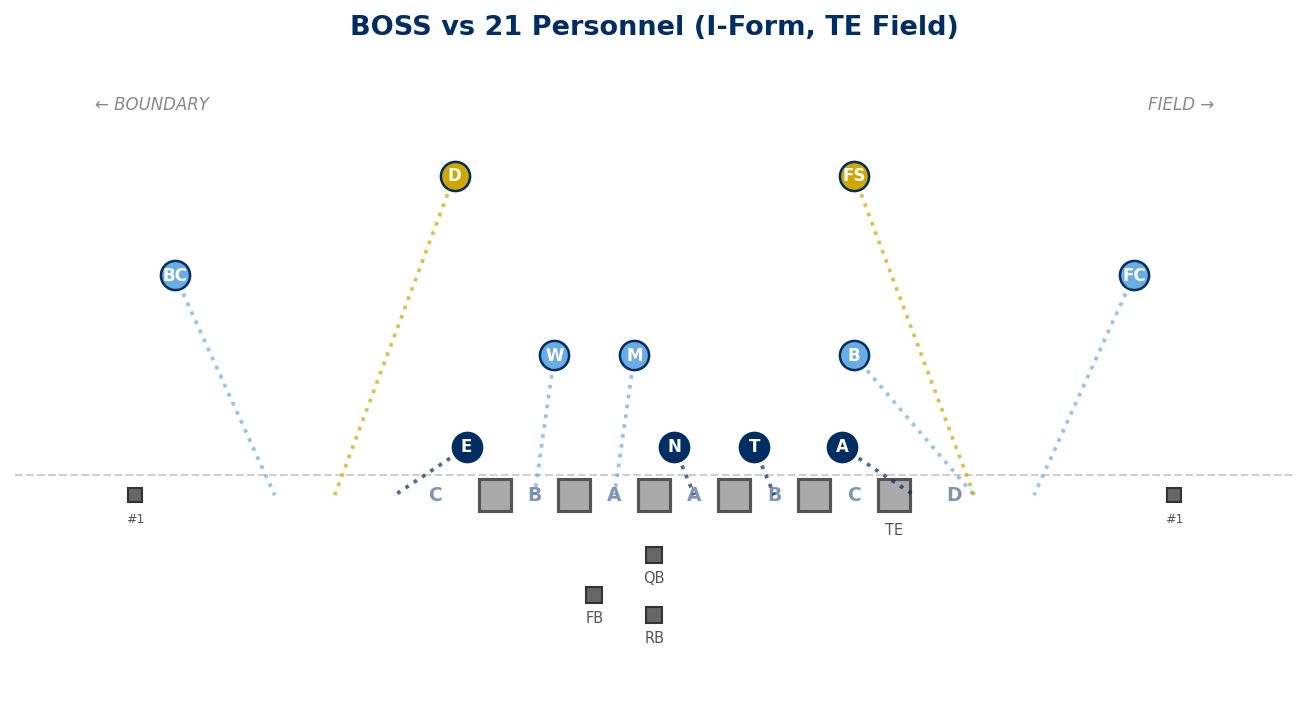 BOSS vs 21 Personnel (I-Form, TE Field)
← BOUNDARY
FIELD →
D
FS
BC
FC
W
M
B
E
N
T
A
C
B
A
A
B
C
D
#1
#1
TE
QB
FB
RB